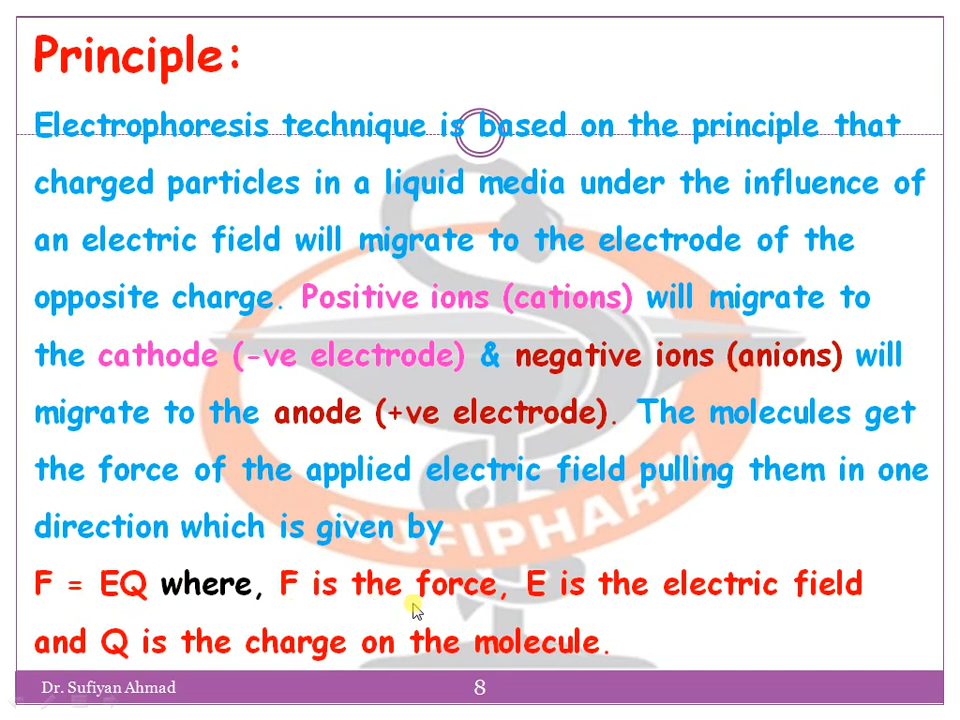 Principle:
Electrophoresis technique is based on the principle that
charged particles in a liquid media under the influence of
an electric field will migrate to the electrode of the
opposite charge. Positive ions (cations) will migrate to
the cathode (-ve electrode) & negative ions (anions) will
migrate to the anode (+ve electrode). The molecules get
the force of the applied electric field pulling them in one
direction which is given by
F = EQ where, F is the force, E is the electric field
and Q is the charge on the molecule.
SUFIPHARMA
Dr. Sufiyan Ahmad
8